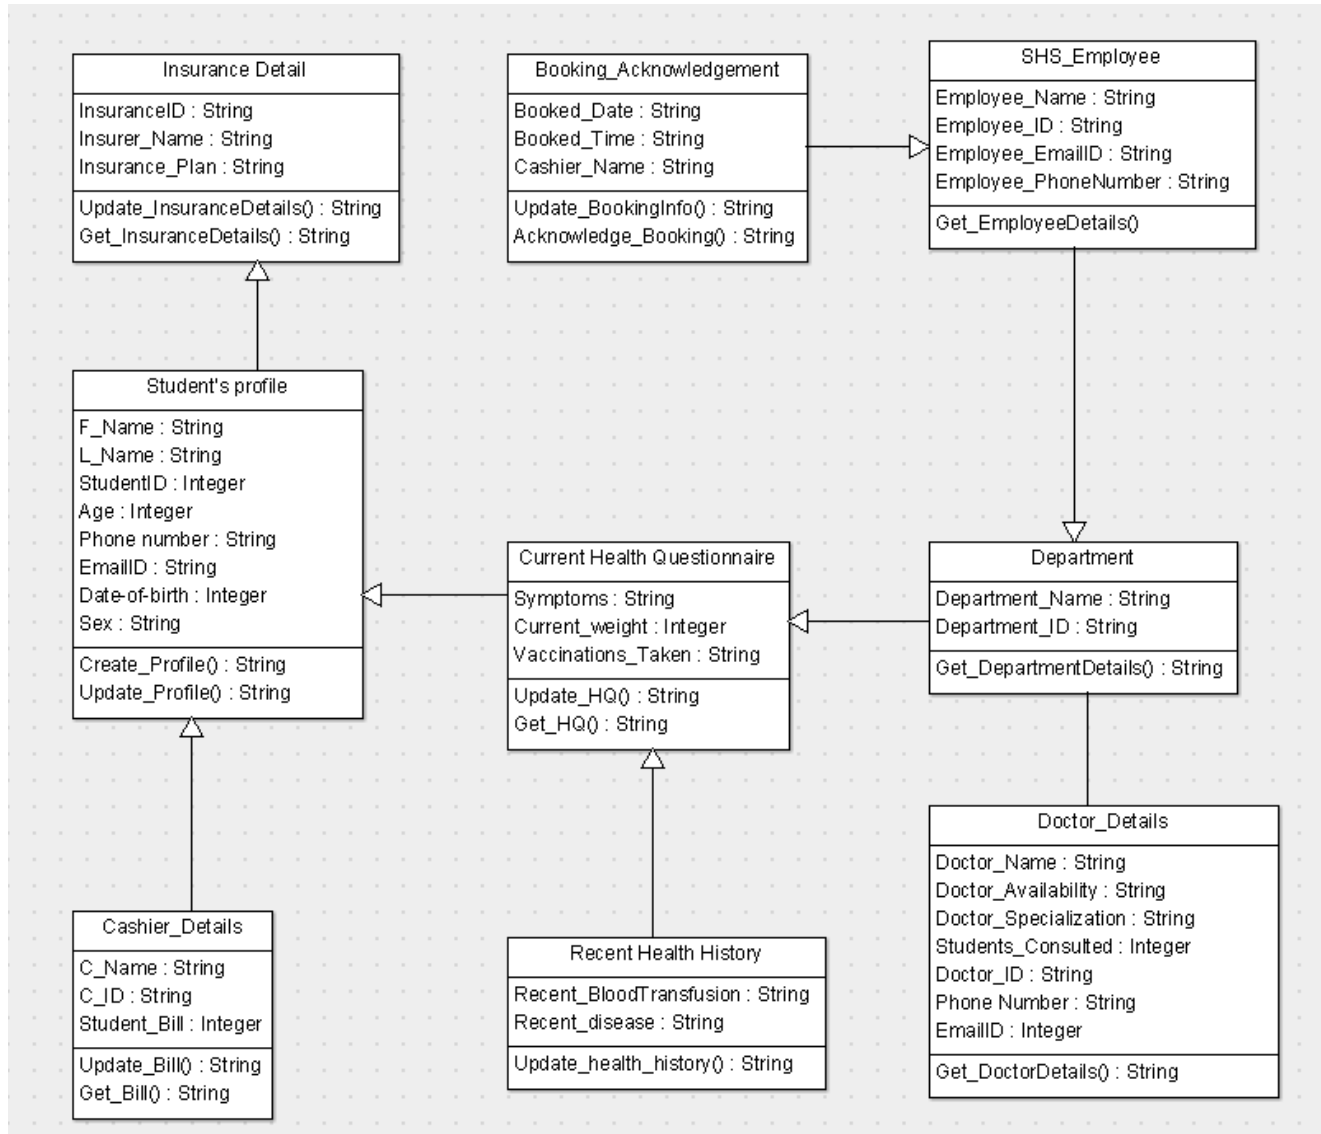 Insurance Detail
InsuranceID : String
Insurer_Name : String
Insurance_Plan : String
Update_InsuranceDetails() : String
Get_InsuranceDetails() : String
Booking_Acknowledgement
Booked_Date : String
Booked_Time : String
Cashier_Name : String
Update_BookingInfo() : String
Acknowledge_Booking() : String
SHS_Employee
Employee_Name : String
Employee_ID : String
Employee_EmailID : String
Employee_PhoneNumber : String
Get_EmployeeDetails()
Student's profile
F_Name : String
L_Name : String
StudentID : Integer
Age : Integer
Phone number : String
EmailID : String
Date-of-birth : Integer
Sex : String
Create_Profile() : String
Update_Profile() : String
Current Health Questionnaire
Symptoms : String
Current_weight : Integer
Vaccinations_Taken : String
Update_HQ() : String
Get_HQ() : String
Department
Department_Name : String
Department_ID : String
Get_DepartmentDetails() : String
Cashier_Details
C_Name : String
C_ID : String
Student_Bill : Integer
Update_Bill() : String
Get_Bill() : String
Recent Health History
Recent_BloodTransfusion : String
Recent_disease : String
Update_health_history() : String
Doctor_Details
Doctor_Name : String
Doctor_Availability : String
Doctor_Specialization : String
Students_Consulted : Integer
Doctor_ID : String
Phone Number : String
EmailID : Integer
Get_DoctorDetails() : String